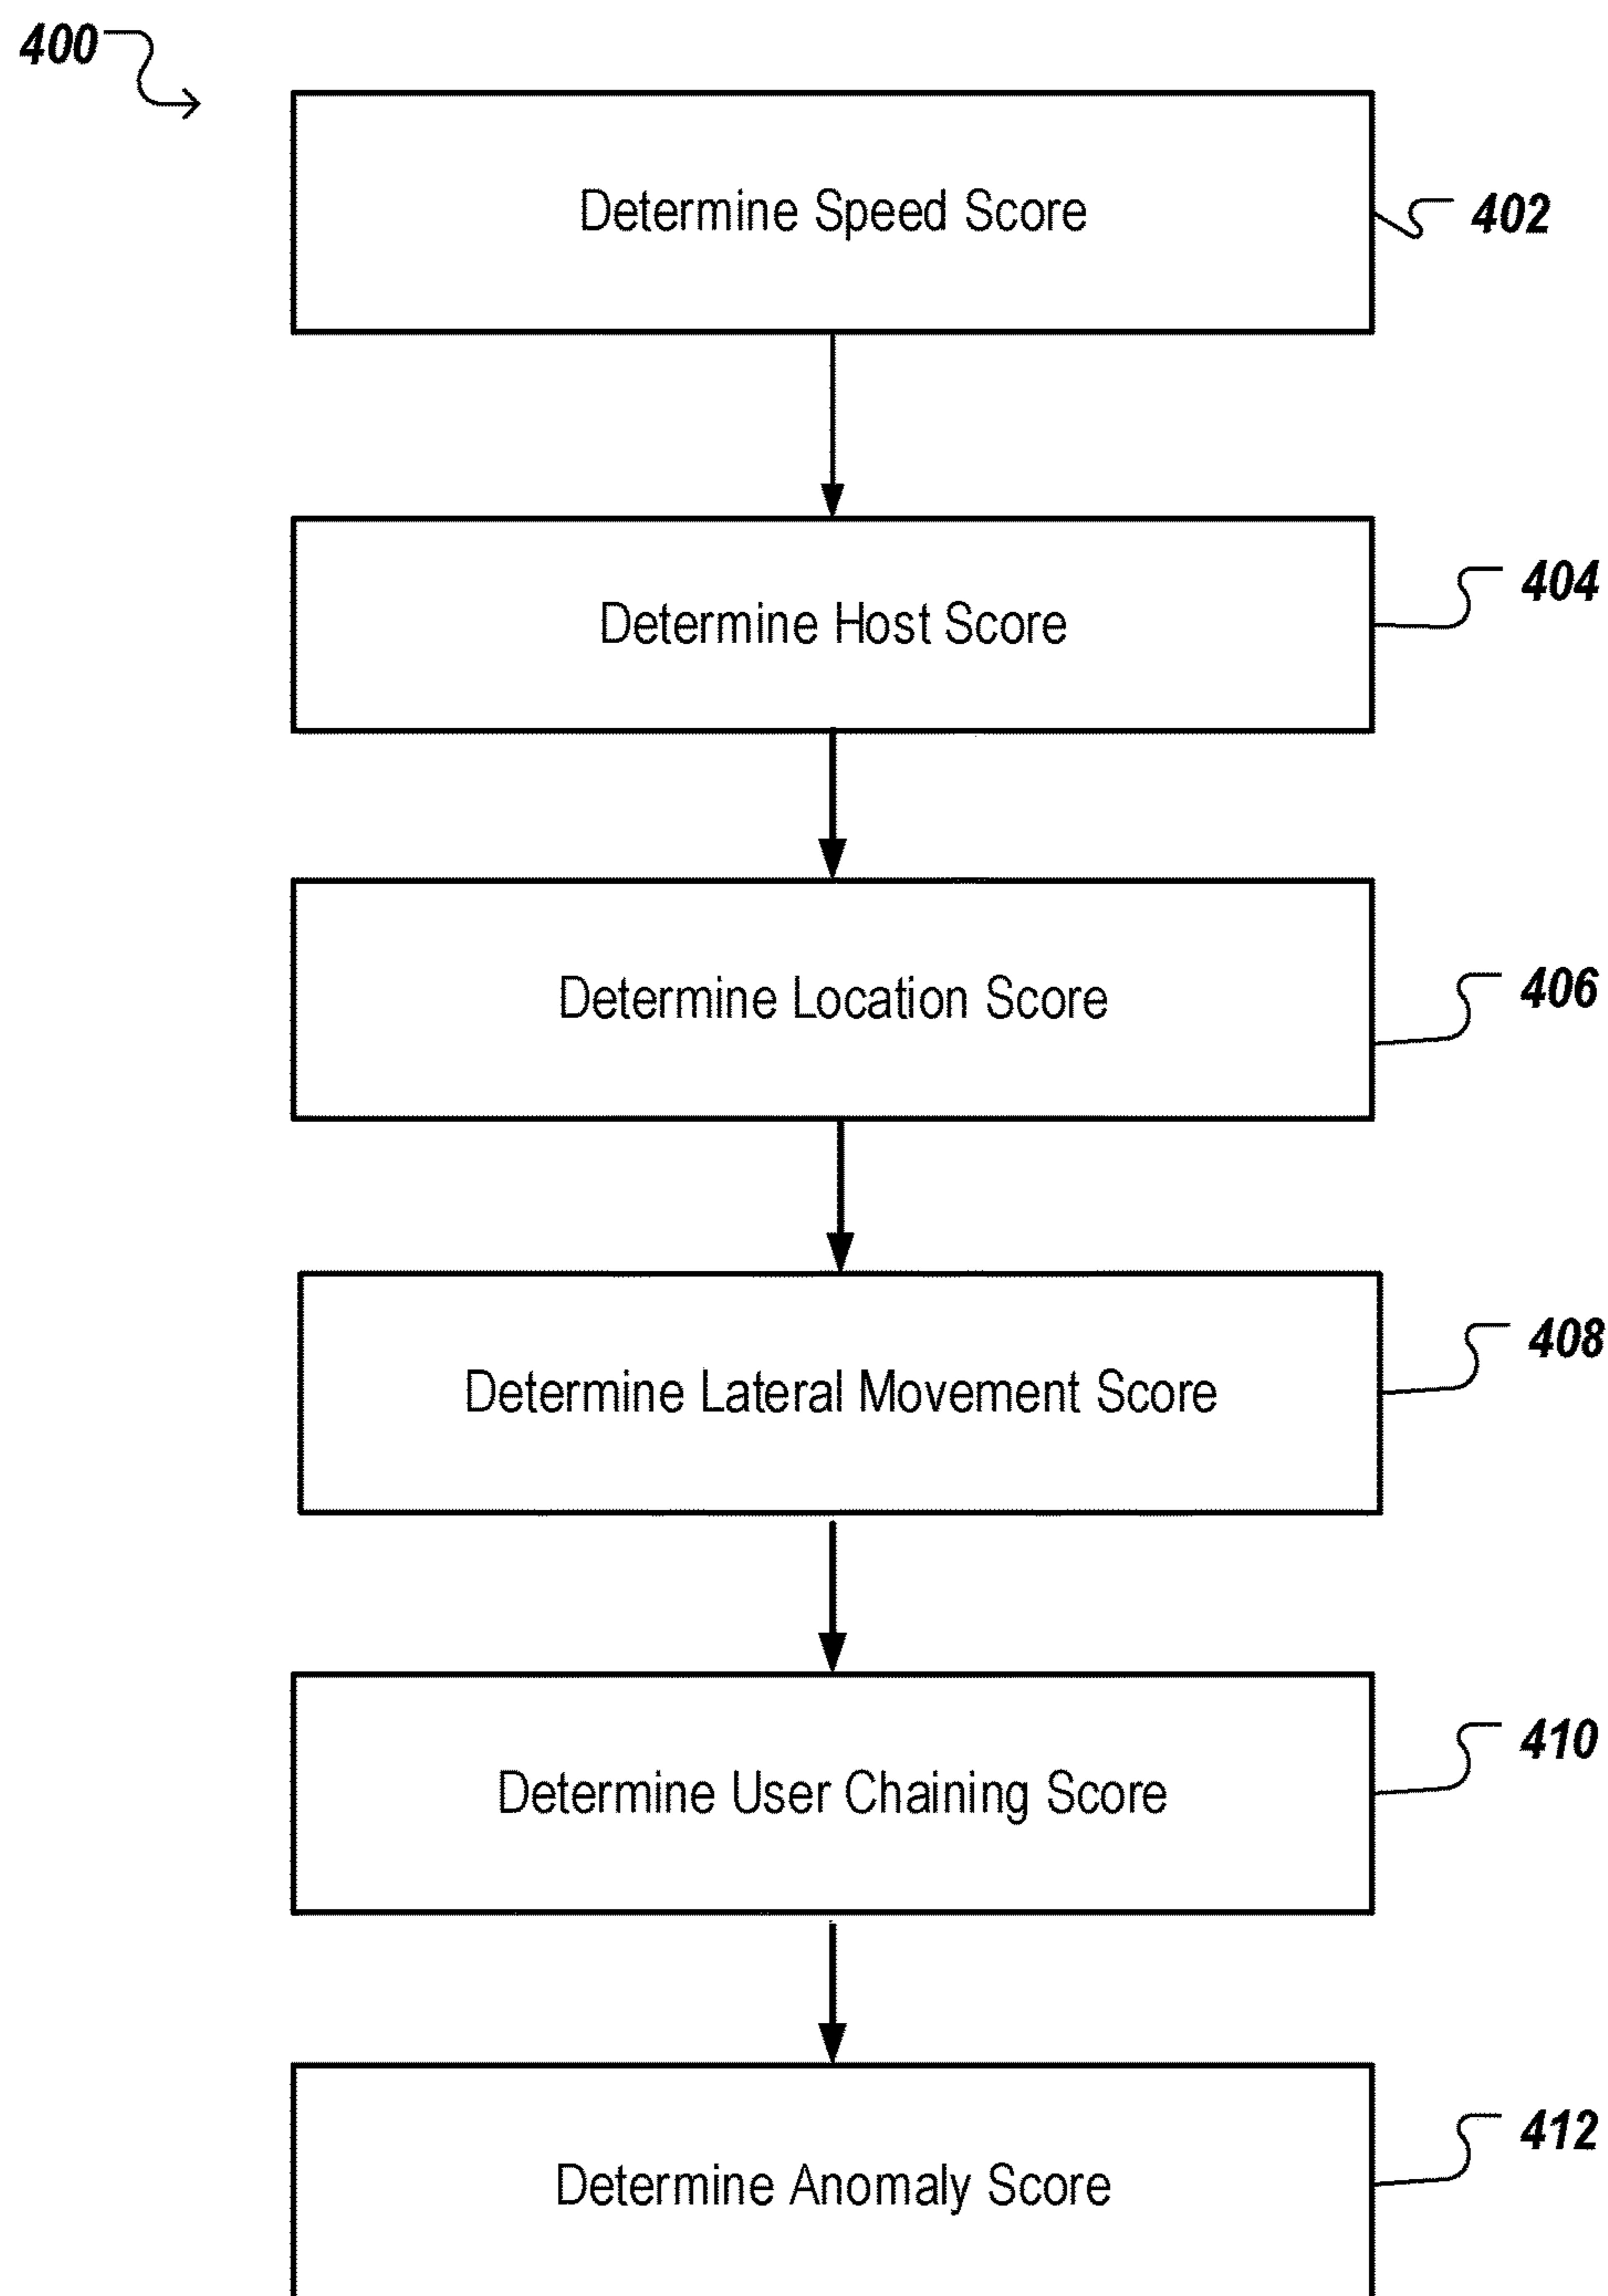 400
Determine Speed Score
402
Determine Host Score
404
Determine Location Score
406
Determine Lateral Movement Score
408
Determine User Chaining Score
410
Determine Anomaly Score
412